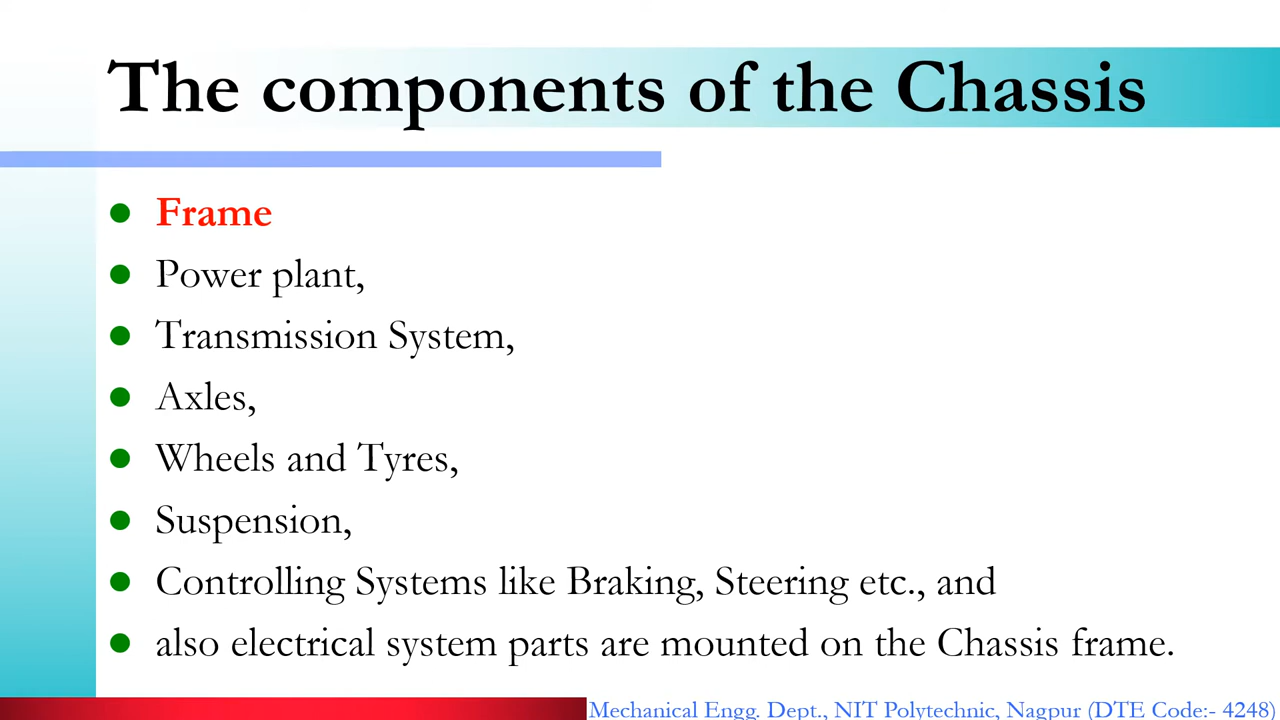 The components of the Chassis
Frame
Power plant,
Transmission System,
Axles,
Wheels and Tyres,
Suspension,
Controlling Systems like Braking, Steering etc., and
also electrical system parts are mounted on the Chassis frame.
Mechanical Engg. Dept., NIT Polytechnic, Nagpur (DTE Code:- 4248)